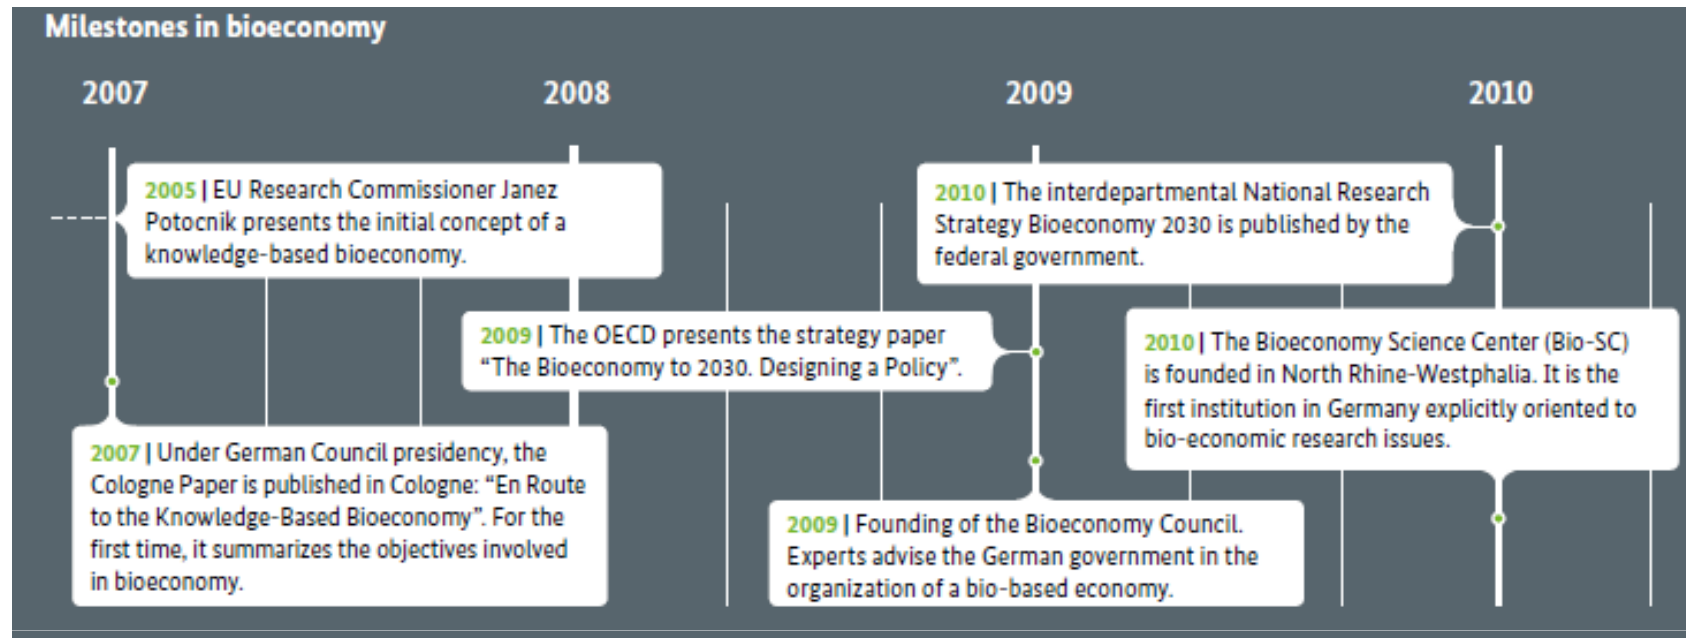 Milestones in bioeconomy
2007
2008
2009
2010
2005 | EU Research Commissioner Janez
Potocnik presents the initial concept of a
knowledge-based bioeconomy.
2010 | The interdepartmental National Research
Strategy Bioeconomy 2030 is published by the
federal government.
2009 | The OECD presents the strategy paper
“The Bioeconomy to 2030. Designing a Policy”.
2010 | The Bioeconomy Science Center (Bio-SC)
is founded in North Rhine-Westphalia. It is the
first institution in Germany explicitly oriented to
bio-economic research issues.
2007 | Under German Council presidency, the
Cologne Paper is published in Cologne: “En Route
to the Knowledge-Based Bioeconomy”. For the
first time, it summarizes the objectives involved
in bioeconomy.
2009 | Founding of the Bioeconomy Council.
Experts advise the German government in the
organization of a bio-based economy.